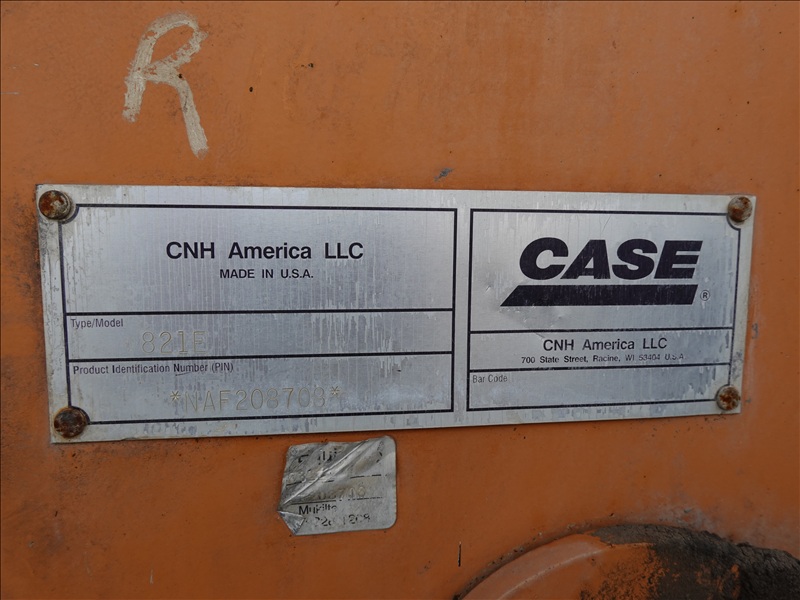 R
CNH America LLC
MADE IN U.S.A.
Type/Model
821E
Product Identification Number (PIN)
CASE
®
CNH America LLC
700 State Street, Racine, WI 53404 U.S.A
Bar Code